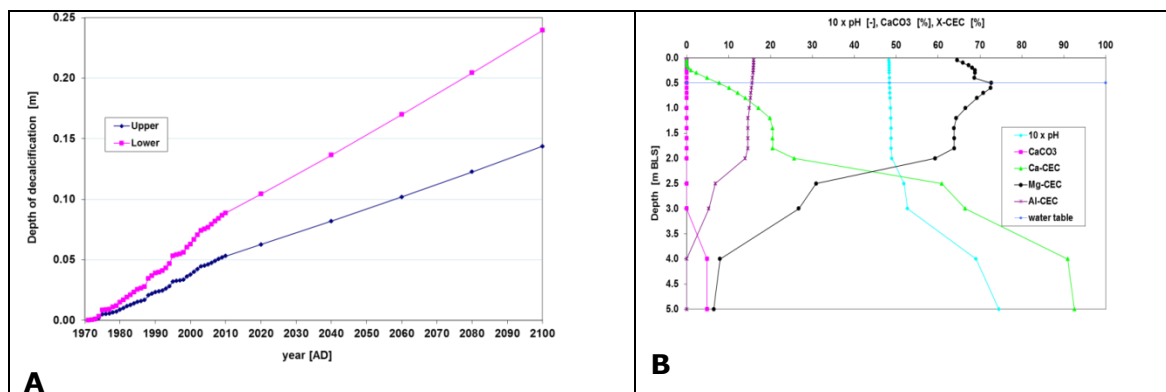 0.25
0.20
0.15
0.10
0.05
0.00
Depth of decalcification [m]
Upper
Lower
1970 1980 1990 2000 2010 2020 2030 2040 2050 2060 2070 2080 2090 2100
year [AD]
A
10 x pH [-], CaCO3 [%], X-CEC [%]
0 10 20 30 40 50 60 70 80 90 100
0.0
0.5
1.0
1.5
2.0
2.5
3.0
3.5
4.0
4.5
5.0
Depth [m BLS]
10 x pH
CaCO3
Ca-CEC
Mg-CEC
Al-CEC
water table
B